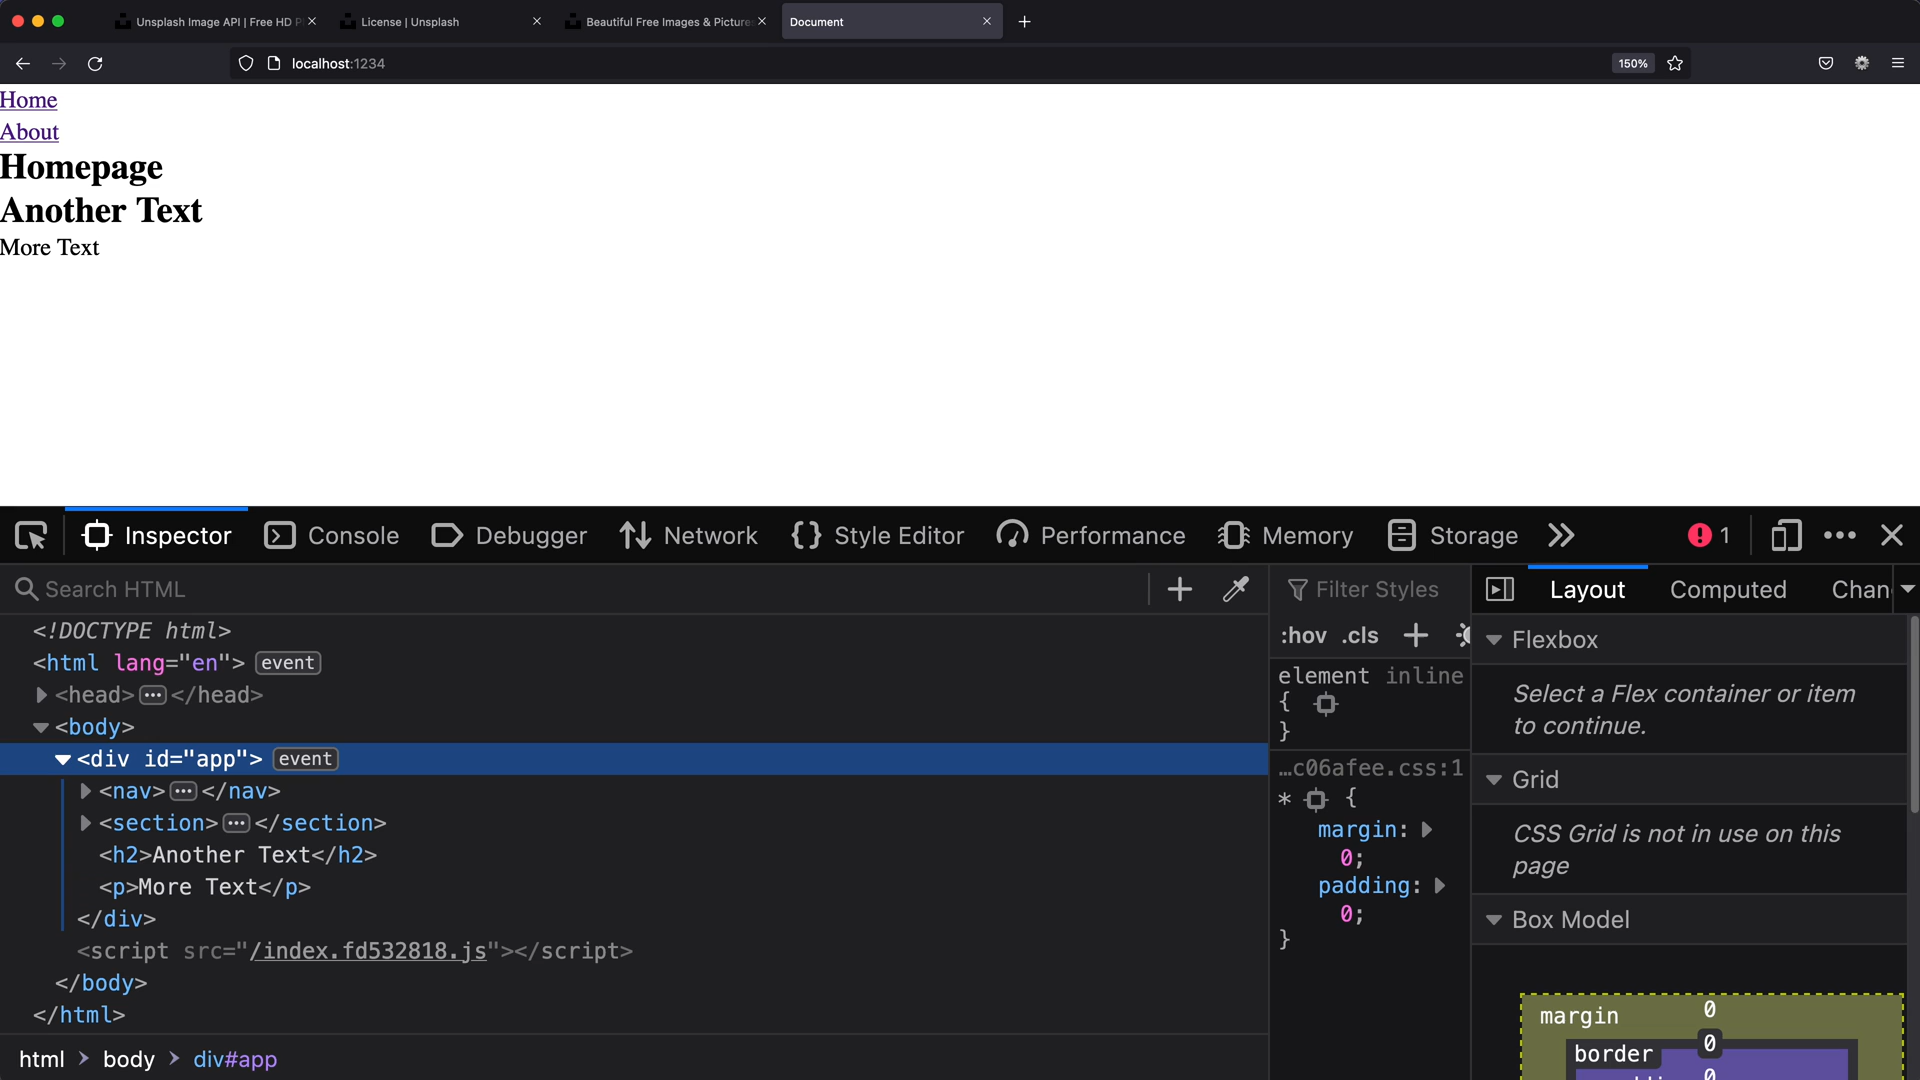 Unsplash Image API | Free HD P
License | Unsplash
Beautiful Free Images & Picture
Document
localhost:1234
150%
Home
About
Homepage
Another Text
More Text
Inspector
Console
Debugger
Network
Style Editor
Performance
Memory
Storage
1
Search HTML
Filter Styles
Layout
Computed
Chan
<!DOCTYPE html>
<html lang="en"> event
<head> ••• </head>
<body>
<div id="app"> event
<nav> ••• </nav>
<section> ••• </section>
<h2>Another Text</h2>
<p>More Text</p>
</div>
<script src="/index.fd532818.js"></script>
</body>
</html>
html > body > div#app
:hov .cls
element inline
{
}
…c06afee.css:1
* {
margin:
0;
padding:
0;
}
Flexbox
Select a Flex container or item
to continue.
Grid
CSS Grid is not in use on this
page
Box Model
margin 0
border 0
0